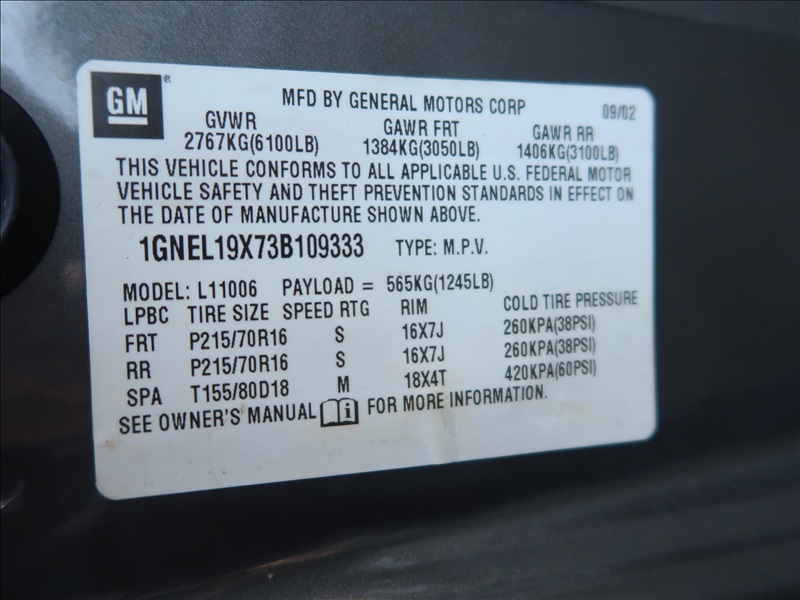 GM ®
MFD BY GENERAL MOTORS CORP 09/02
GVWR GAWR FRT GAWR RR
2767KG(6100LB) 1384KG(3050LB) 1406KG(3100LB)
THIS VEHICLE CONFORMS TO ALL APPLICABLE U.S. FEDERAL MOTOR
VEHICLE SAFETY AND THEFT PREVENTION STANDARDS IN EFFECT ON
THE DATE OF MANUFACTURE SHOWN ABOVE.
1GNEL19X73B109333 TYPE: M.P.V.
MODEL: L11006 PAYLOAD = 565KG(1245LB)
LPBC TIRE SIZE SPEED RTG RIM COLD TIRE PRESSURE
FRT P215/70R16 S 16X7J 260KPA(38PSI)
RR P215/70R16 S 16X7J 260KPA(38PSI)
SPA T155/80D18 M 18X4T 420KPA(60PSI)
SEE OWNER'S MANUAL i FOR MORE INFORMATION.